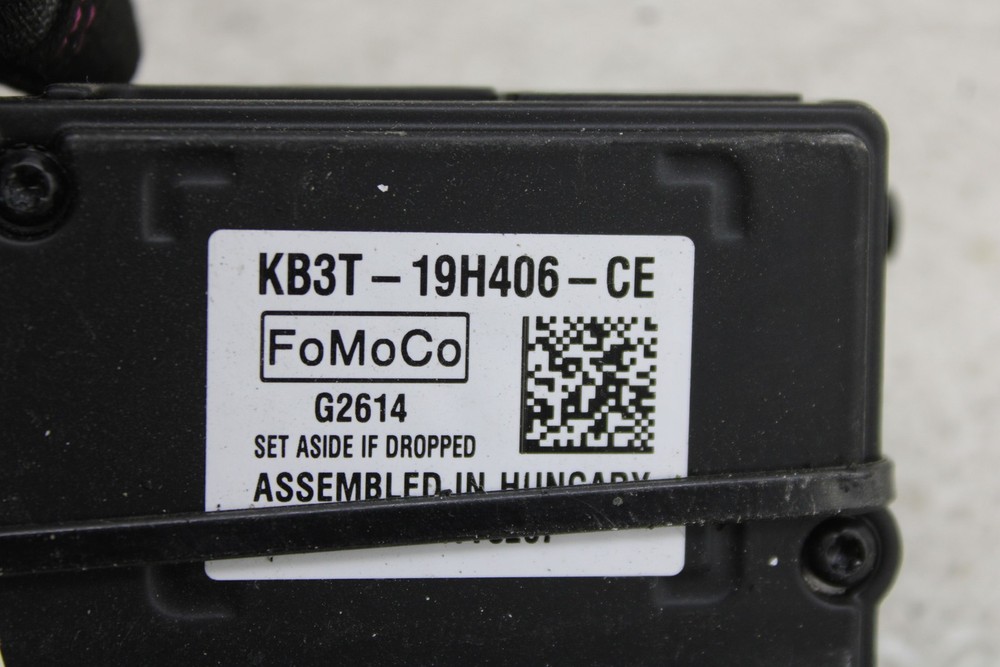 KB3T – 19H406 – CE
FoMoCo
G2614
SET ASIDE IF DROPPED
ASSEMBLED IN HUNGARY